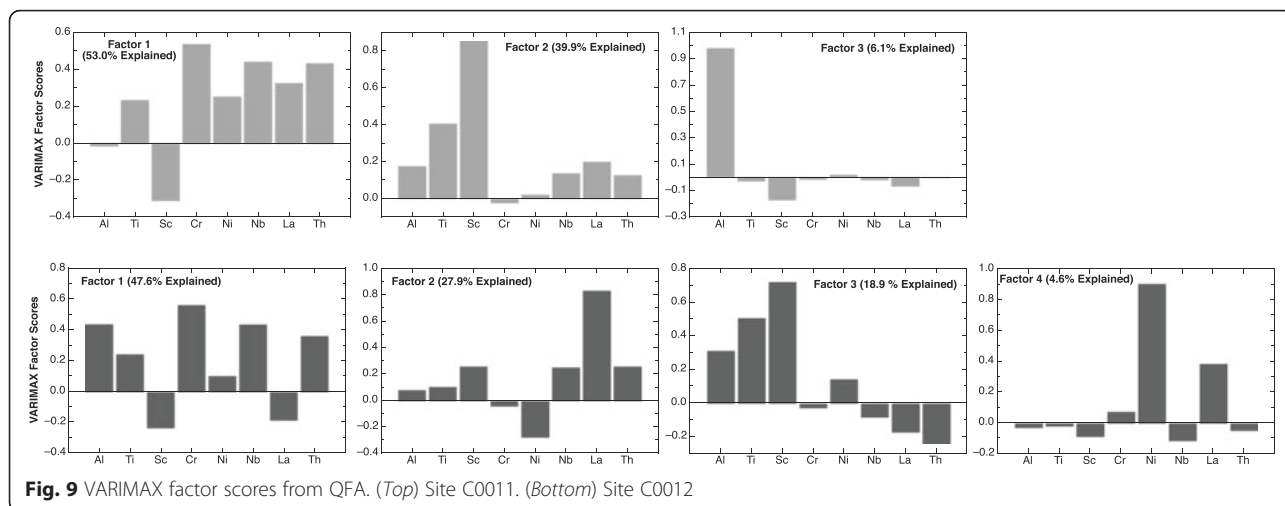 Factor 1
(53.0% Explained)
VARIMAX Factor Scores
0.6
0.4
0.2
0.0
−0.2
−0.4
Al Ti Sc Cr Ni Nb La Th
Factor 2 (39.9% Explained)
0.8
0.6
0.4
0.2
0.0
Al Ti Sc Cr Ni Nb La Th
Factor 3 (6.1% Explained)
1.1
0.9
0.7
0.5
0.3
0.1
−0.1
−0.3
Al Ti Sc Cr Ni Nb La Th
Factor 1 (47.6% Explained)
VARIMAX Factor Scores
0.8
0.6
0.4
0.2
0.0
−0.2
−0.4
Al Ti Sc Cr Ni Nb La Th
Factor 2 (27.9% Explained)
1.0
0.8
0.6
0.4
0.2
0.0
−0.2
−0.4
Al Ti Sc Cr Ni Nb La Th
Factor 3 (18.9 % Explained)
0.8
0.6
0.4
0.2
0.0
−0.2
Al Ti Sc Cr Ni Nb La Th
Factor 4 (4.6% Explained)
1.0
0.8
0.6
0.4
0.2
0.0
−0.2
Al Ti Sc Cr Ni Nb La Th
Fig. 9 VARIMAX factor scores from QFA. (Top) Site C0011. (Bottom) Site C0012